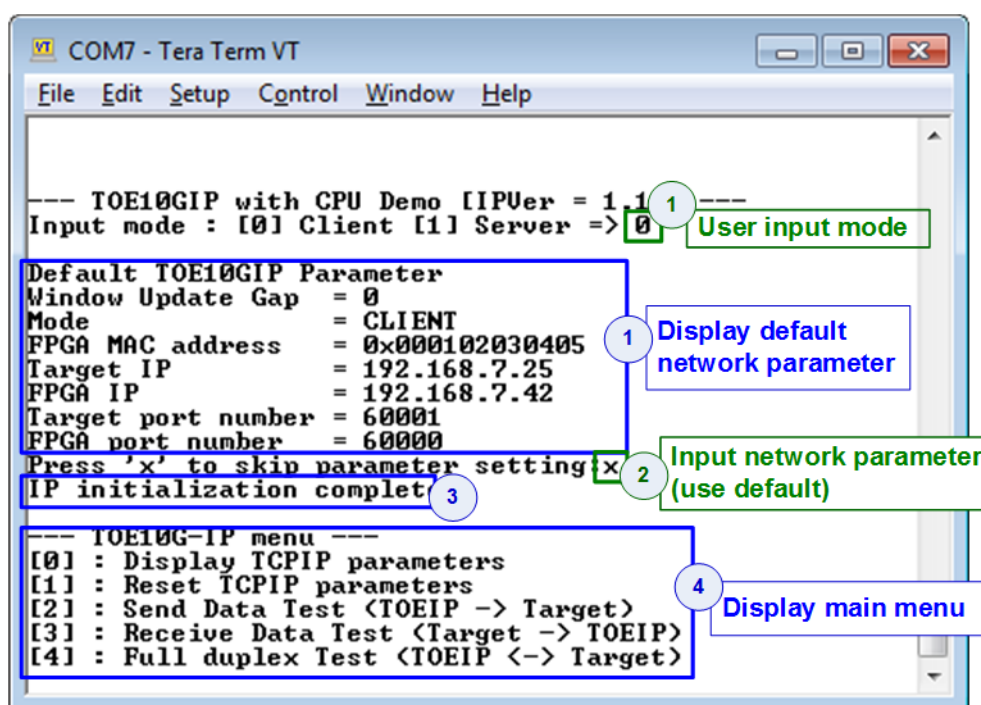 COM7 - Tera Term VT
File Edit Setup Control Window Help
--- TOE10GIP with CPU Demo [IPVer = 1.1 ---
1
Input mode : [0] Client [1] Server => 0
User input mode
Default TOE10GIP Parameter
Window Update Gap = 0
Mode = CLIENT
FPGA MAC address = 0x000102030405
Target IP = 192.168.7.25
FPGA IP = 192.168.7.42
Target port number = 60001
FPGA port number = 60000
1
Display default
network parameter
Press 'x' to skip parameter setting:x
2
Input network parameter
(use default)
IP initialization complet
3
--- TOE10G-IP menu ---
[0] : Display TCPIP parameters
[1] : Reset TCPIP parameters
[2] : Send Data Test (TOEIP -> Target)
[3] : Receive Data Test (Target -> TOEIP)
[4] : Full duplex Test (TOEIP <-> Target)
4
Display main menu